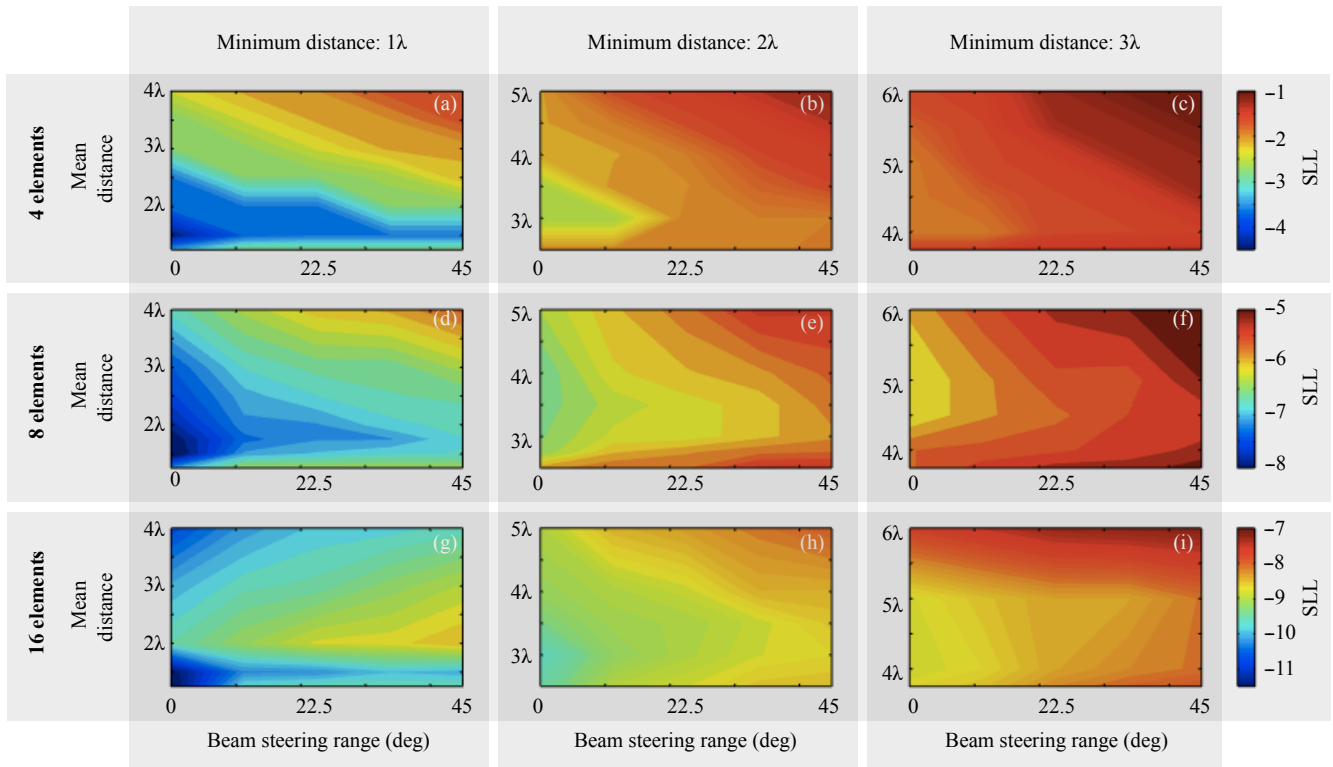 Minimum distance: 1λ
Minimum distance: 2λ
Minimum distance: 3λ
4 elements
Mean
distance
4λ
3λ
2λ
(a)
0
22.5
45
5λ
4λ
3λ
(b)
0
22.5
45
6λ
5λ
4λ
(c)
0
22.5
45
−1
−2
−3
−4
SLL
8 elements
Mean
distance
4λ
3λ
2λ
(d)
0
22.5
45
5λ
4λ
3λ
(e)
0
22.5
45
6λ
5λ
4λ
(f)
0
22.5
45
−5
−6
−7
−8
SLL
16 elements
Mean
distance
4λ
3λ
2λ
(g)
0
22.5
45
5λ
4λ
3λ
(h)
0
22.5
45
6λ
5λ
4λ
(i)
0
22.5
45
−7
−8
−9
−10
−11
SLL
Beam steering range (deg)
Beam steering range (deg)
Beam steering range (deg)